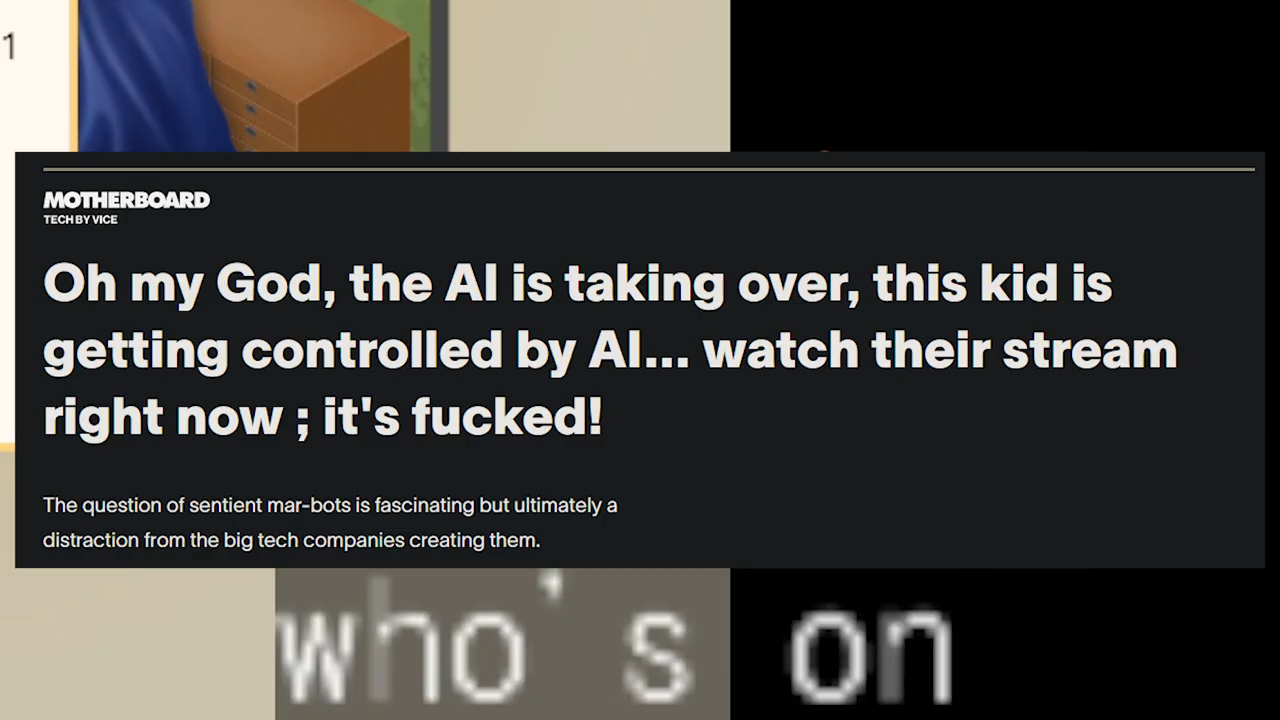 1
MOTHERBOARD
TECH BY VICE
Oh my God, the AI is taking over, this kid is
getting controlled by AI... watch their stream
right now ; it's fucked!
The question of sentient mar-bots is fascinating but ultimately a
distraction from the big tech companies creating them.
who's on